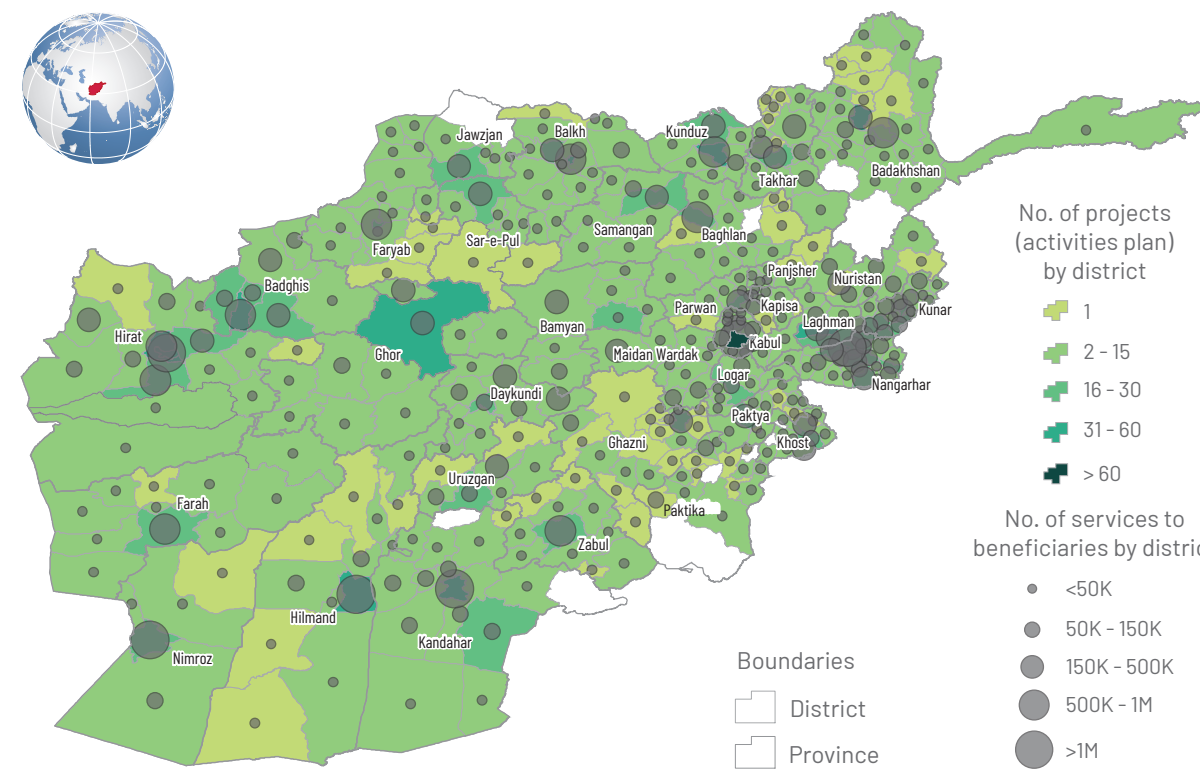 Jawzjan
Balkh
Kunduz
Takhar
Badakhshan
Faryab
Sar-e-Pul
Samangan
Baghlan
Badghis
Panjsher
Nuristan
Hirat
Ghor
Bamyan
Parwan
Kapisa
Laghman
Kunar
Kabul
Maidan Wardak
Logar
Nangarhar
Daykundi
Paktya
Ghazni
Khost
Uruzgan
Farah
Paktika
Zabul
Hilmand
Kandahar
Nimroz
No. of projects
(activities plan)
by district
1
2 - 15
16 - 30
31 - 60
> 60
No. of services to
beneficiaries by distri
<50K
50K - 150K
150K - 500K
500K - 1M
>1M
Boundaries
District
Province